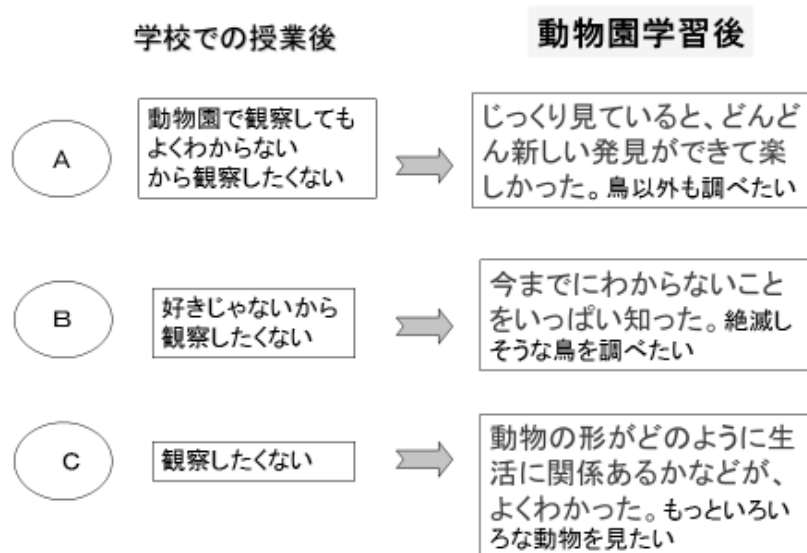 学校での授業後
動物園学習後
A
動物園で観察しても
よくわからない
から観察したくない
じっくり見ていると、どんど
ん新しい発見ができて楽
しかった。鳥以外も調べたい
B
好きじゃないから
観察したくない
今までにわからないこと
をいっぱい知った。絶滅し
そうな鳥を調べたい
C
観察したくない
動物の形がどのように生
活に関係あるかなどが、
よくわかった。もっといろい
ろな動物を見たい